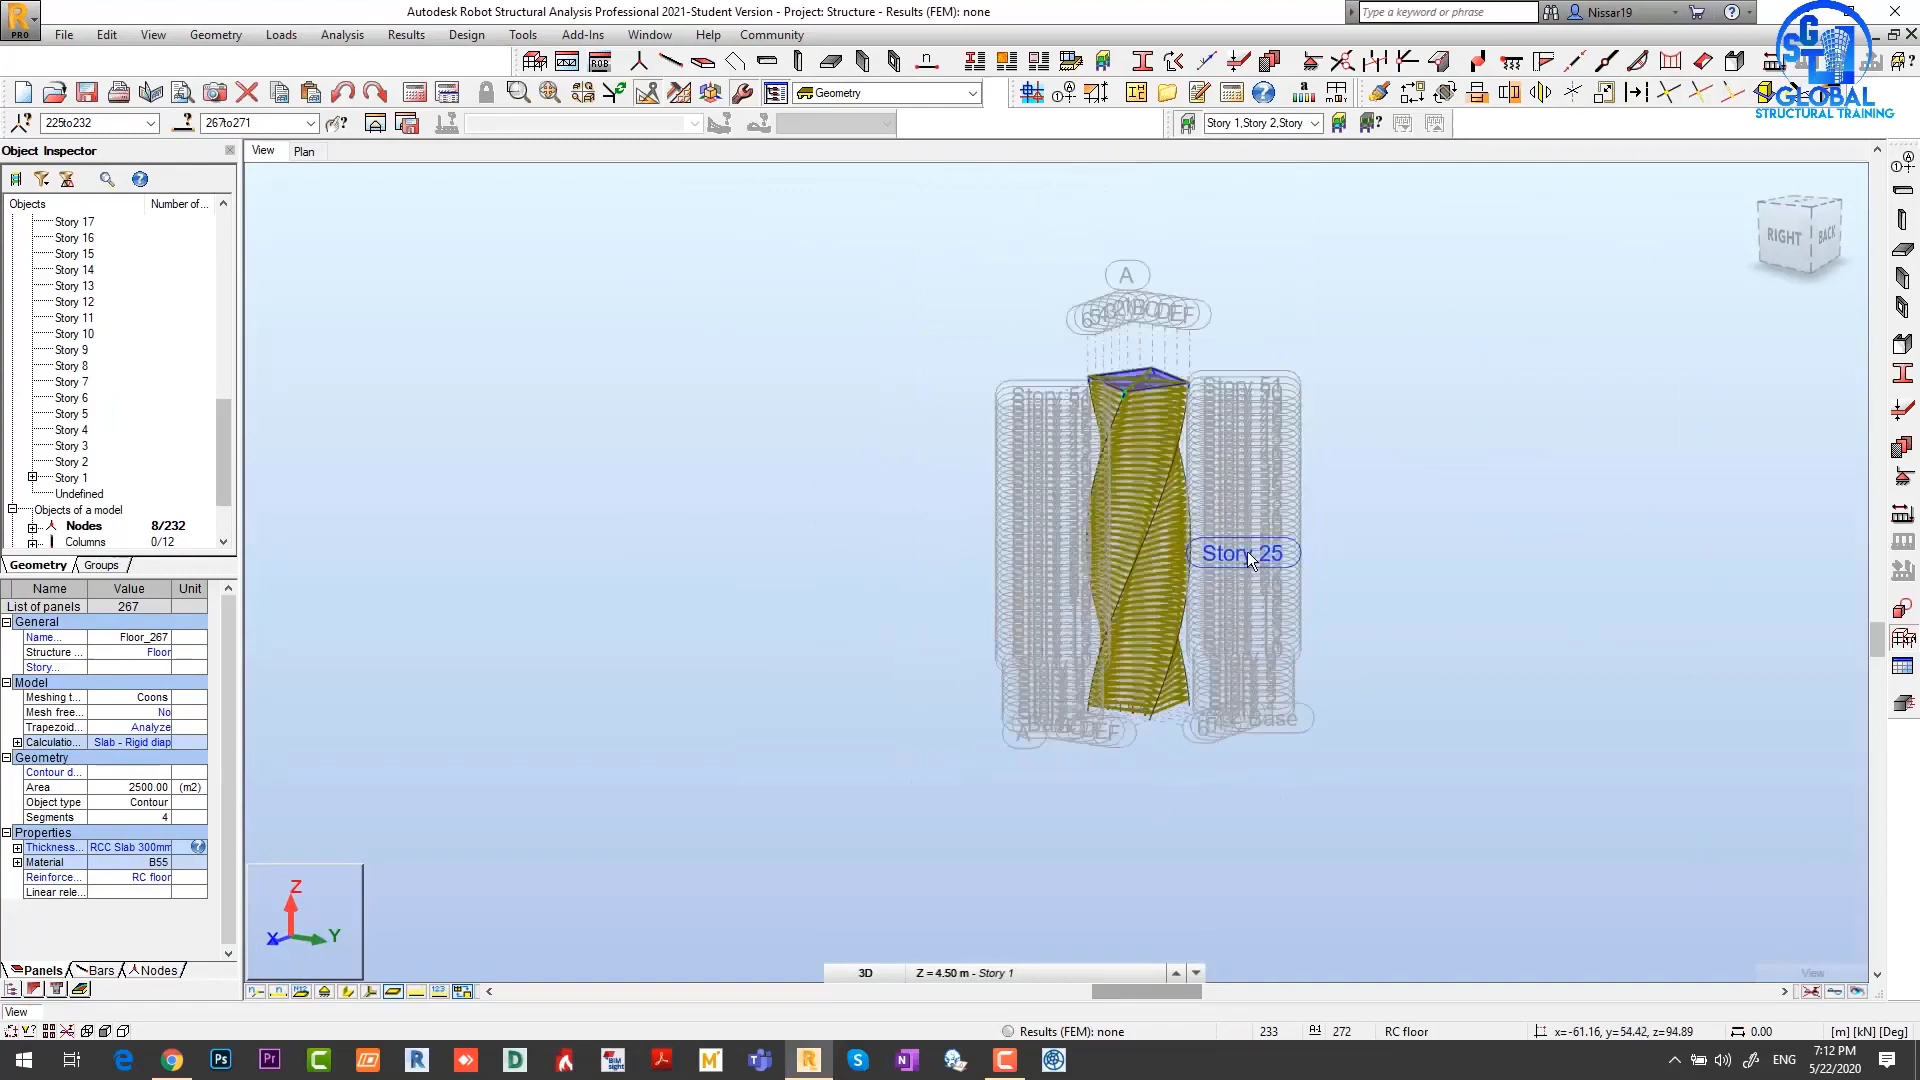 PRO
Autodesk Robot Structural Analysis Professional 2021-Student Version - Project: Structure - Results (FEM): none
Type a keyword or phrase
Nissar19
File Edit View Geometry Loads Analysis Results Design Tools Add-Ins Window Help Community
GLOBAL
STRUCTURAL TRAINING
Geometry
225to232
267to271
Story 1,Story 2,Story
Object Inspector
View Plan
Objects Number of...
Story 17
Story 16
Story 15
Story 14
Story 13
Story 12
Story 11
Story 10
Story 9
Story 8
Story 7
Story 6
Story 5
Story 4
Story 3
Story 2
Story 1
Undefined
Objects of a model
Nodes 8/232
Columns 0/12
Geometry Groups
Name Value Unit
List of panels 267
General
Name... Floor_267
Structure ... Floor
Story...
Model
Meshing t... Coons
Mesh free... No
Trapezoid... Analyze
Calculatio... Slab - Rigid diap
Geometry
Contour d...
Area 2500.00 (m2)
Object type Contour
Segments 4
Properties
Thickness... RCC Slab 300mm
Material B55
Reinforce... RC floor
Linear rele...
Panels Bars Nodes
RIGHT BACK
A
Story 25
Base
Z
X Y
3D Z = 4.50 m - Story 1
View
View
Results (FEM): none 233 272 RC floor x=-61.16, y=54.42, z=94.89 0.00 [m] [kN] [Deg]
ENG
7:12 PM
5/22/2020